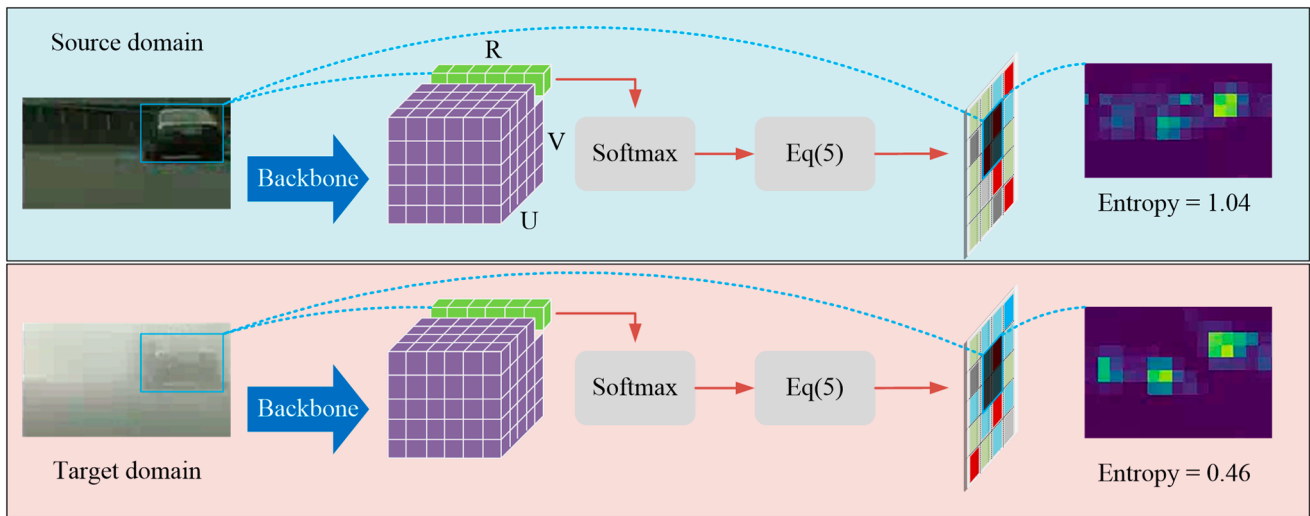 Source domain
R
V
U
Backbone
Softmax
Eq(5)
Entropy = 1.04
Target domain
Backbone
Softmax
Eq(5)
Entropy = 0.46